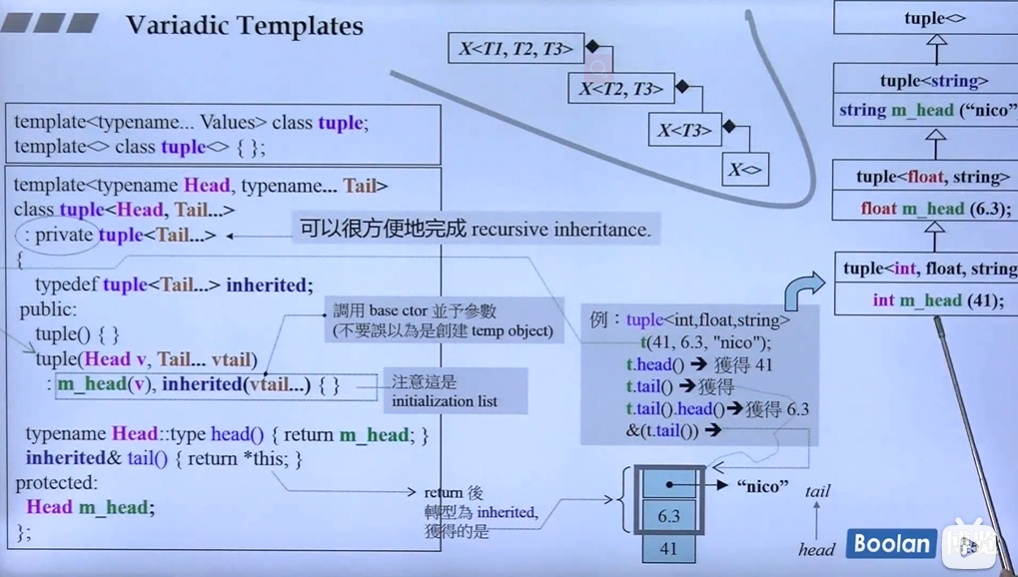 Variadic Templates
X<T1, T2, T3>
X<T2, T3>
X<T3>
X<>
template<typename... Values> class tuple;
template<> class tuple<> { };
template<typename Head, typename... Tail>
class tuple<Head, Tail...>
: private tuple<Tail...>
{
typedef tuple<Tail...> inherited;
public:
tuple() { }
tuple(Head v, Tail... vtail)
: m_head(v), inherited(vtail...) { }
typename Head::type head() { return m_head; }
inherited& tail() { return *this; }
protected:
Head m_head;
};
可以很方便地完成 recursive inheritance.
調用 base ctor 並予參數
(不要誤以為是創建 temp object)
注意這是
initialization list
return 後
轉型為 inherited,
獲得的是
例：tuple<int,float,string>
t(41, 6.3, "nico");
t.head() ➔ 獲得 41
t.tail() ➔獲得
t.tail().head()➔獲得 6.3
&(t.tail()) ➔
"nico"
6.3
41
tail
head
tuple<>
tuple<string>
string m_head ("nico"
tuple<float, string>
float m_head (6.3);
tuple<int, float, string
int m_head (41);
Boolan